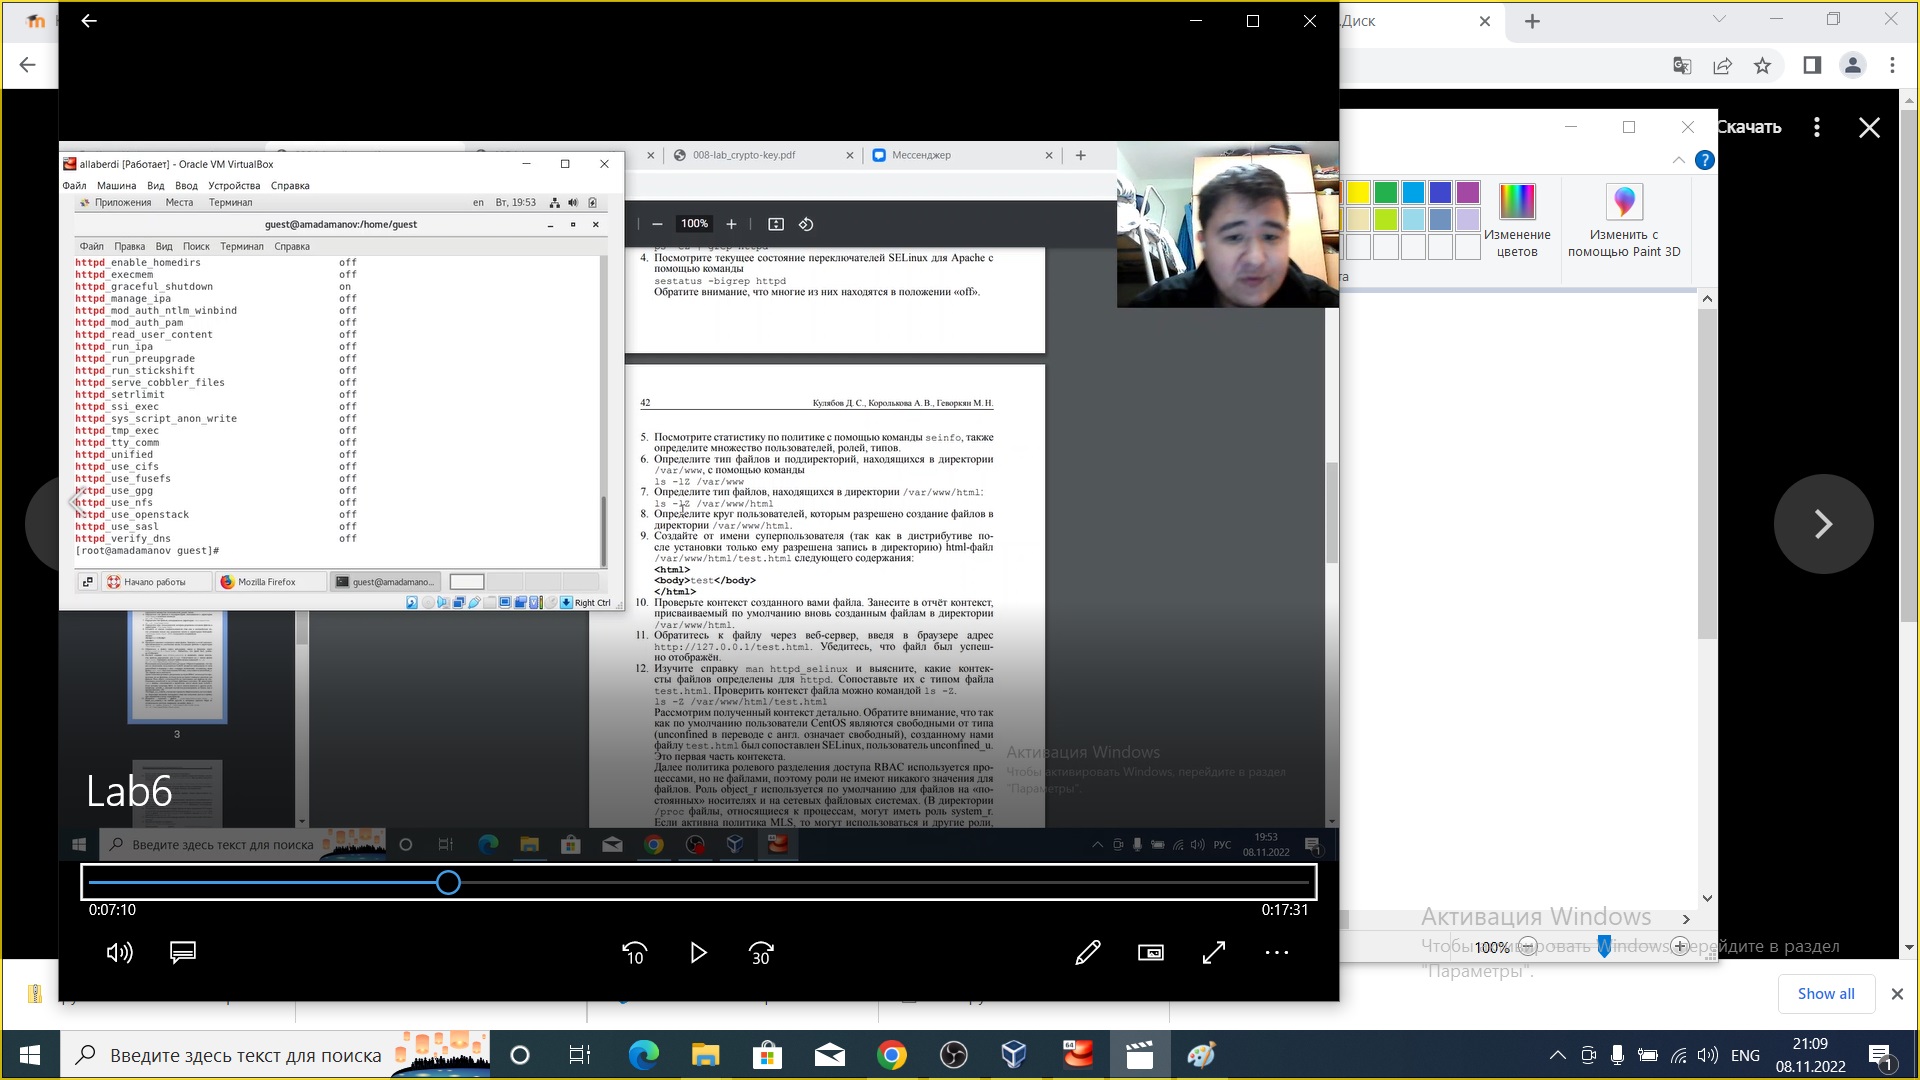 .Диск
Скачать
allaberdi [Работает] - Oracle VM VirtualBox
Файл Машина Вид Ввод Устройства Справка
Приложения Места Терминал en Вт, 19:53
guest@amadamanov:/home/guest
Файл Правка Вид Поиск Терминал Справка
httpd_enable_homedirs off
httpd_execmem off
httpd_graceful_shutdown on
httpd_manage_ipa off
httpd_mod_auth_ntlm_winbind off
httpd_mod_auth_pam off
httpd_read_user_content off
httpd_run_ipa off
httpd_run_preupgrade off
httpd_run_stickshift off
httpd_serve_cobbler_files off
httpd_setrlimit off
httpd_ssi_exec off
httpd_sys_script_anon_write off
httpd_tmp_exec off
httpd_tty_comm off
httpd_unified off
httpd_use_cifs off
httpd_use_fusefs off
httpd_use_gpg off
httpd_use_nfs off
httpd_use_openstack off
httpd_use_sasl off
httpd_verify_dns off
[root@amadamanov guest]#
Начало работы Mozilla Firefox guest@amadamano...
Right Ctrl
008-lab_crypto-key.pdf Мессенджер
100%
4. Посмотрите текущее состояние переключателей SELinux для Apache с
помощью команды
sestatus -bigrep httpd
Обратите внимание, что многие из них находятся в положении «off».
42 Кулябов Д. С., Королькова А. В., Геворкян М. Н.
5. Посмотрите статистику по политике с помощью команды seinfo, также
определите множество пользователей, ролей, типов.
6. Определите тип файлов и поддиректорий, находящихся в директории
/var/www, с помощью команды
ls -lZ /var/www
7. Определите тип файлов, находящихся в директории /var/www/html:
ls -lZ /var/www/html
8. Определите круг пользователей, которым разрешено создание файлов в
директории /var/www/html.
9. Создайте от имени суперпользователя (так как в дистрибутиве по-
сле установки только ему разрешена запись в директорию) html-файл
/var/www/html/test.html следующего содержания:
<html>
<body>test</body>
</html>
10. Проверьте контекст созданного вами файла. Занесите в отчёт контекст,
присваиваемый по умолчанию вновь созданным файлам в директории
/var/www/html.
11. Обратитесь к файлу через веб-сервер, введя в браузере адрес
http://127.0.0.1/test.html. Убедитесь, что файл был успеш-
но отображён.
12. Изучите справку man httpd_selinux и выясните, какие контек-
сты файлов определены для httpd. Сопоставьте их с типом файла
test.html. Проверить контекст файла можно командой ls -Z.
ls -Z /var/www/html/test.html
Рассмотрим полученный контекст детально. Обратите внимание, что так
как по умолчанию пользователи CentOS являются свободными от типа
(unconfined в переводе с англ. означает свободный), созданному нами
файлу test.html был сопоставлен SELinux, пользователь unconfined_u.
Это первая часть контекста.
Далее политика ролевого разделения доступа RBAC используется про-
цессами, но не файлами, поэтому роли не имеют никакого значения для
файлов. Роль object_r используется по умолчанию для файлов на «по-
стоянных» носителях и на сетевых файловых системах. (В директории
/proc файлы, относящиеся к процессам, могут иметь роль system_r.
Если активна политика MLS, то могут использоваться и другие роли,
3
Lab6
Активация Windows
Чтобы активировать Windows, перейдите в раздел
"Параметры".
Введите здесь текст для поиска
РУС
19:53
08.11.2022
1
0:07:10 0:17:31
10 30
Изменение
цветов
Изменить с
помощью Paint 3D
та
100%
Активация Windows
Чтобы активировать Windows, перейдите в раздел
"Параметры".
Show all
Введите здесь текст для поиска
64
ENG
21:09
08.11.2022
1